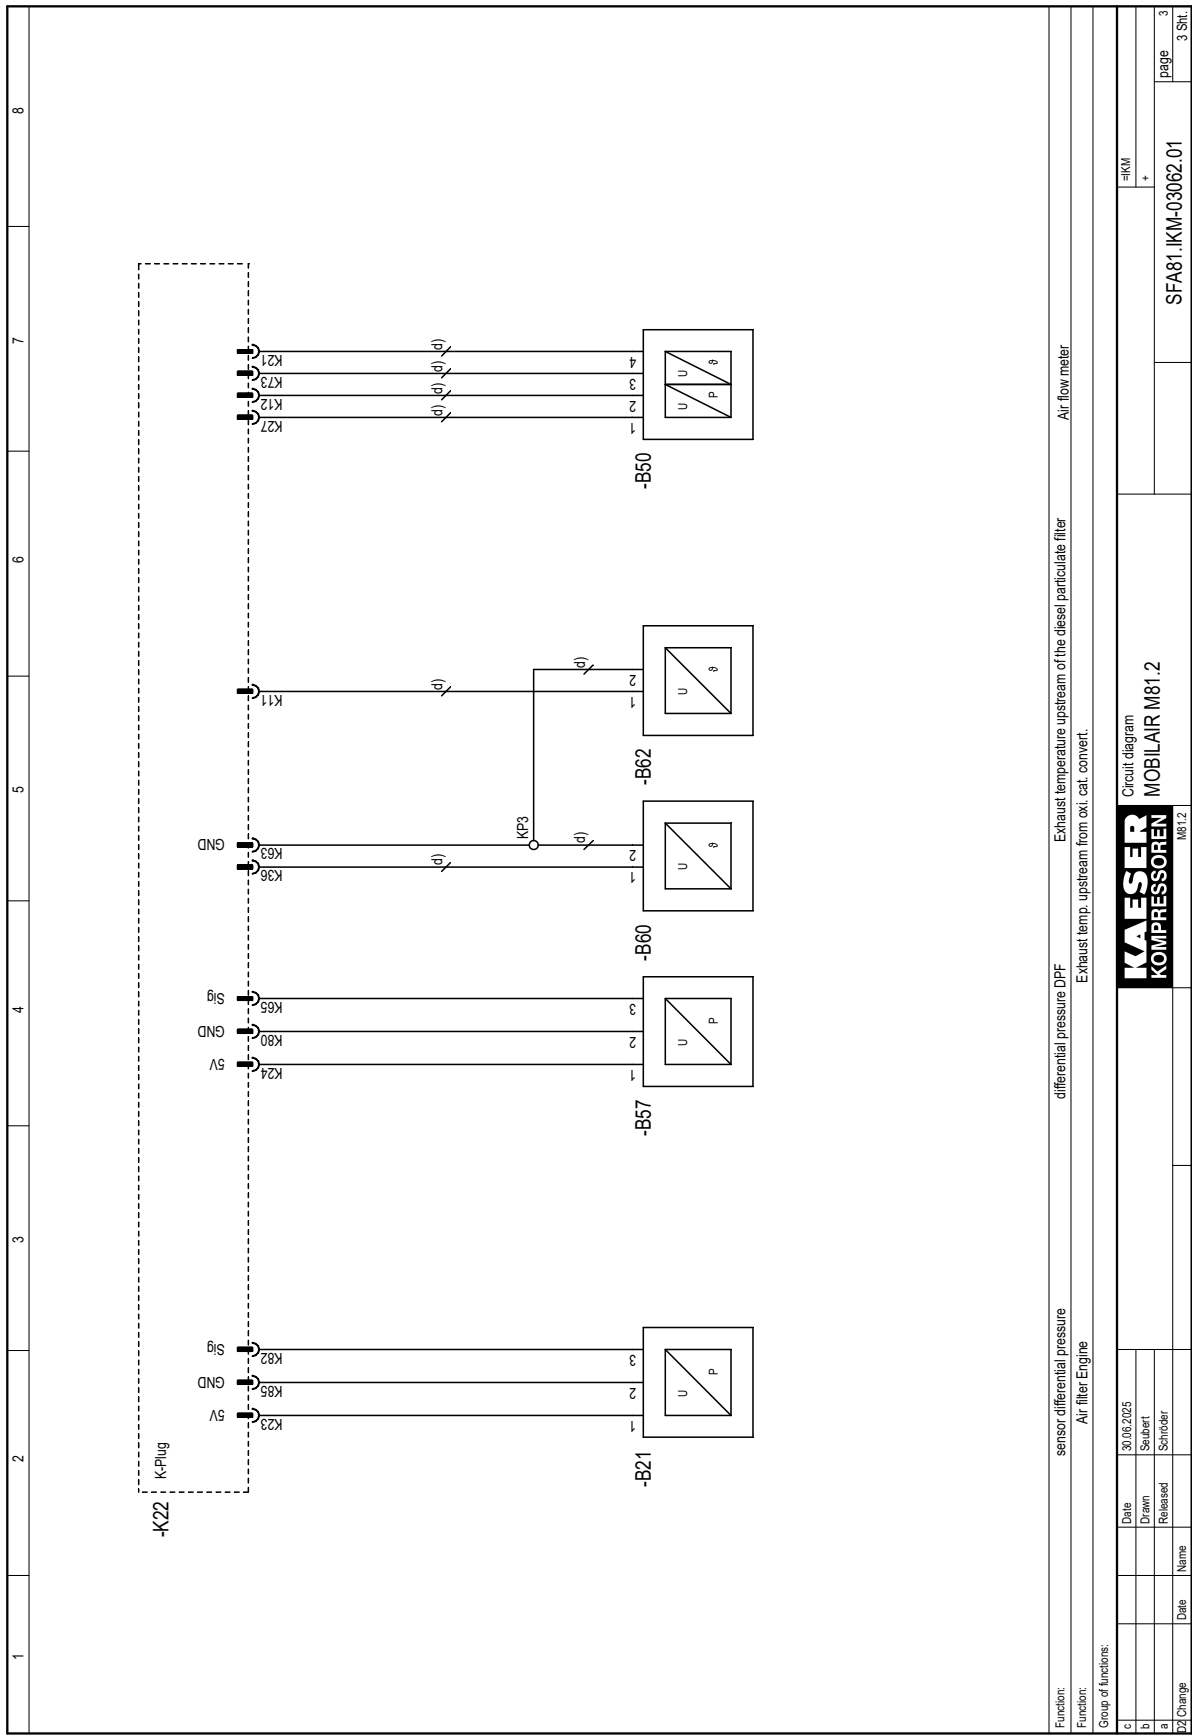 1 2 3 4 5 6 7 8
-K22
K-Plug
5V GND Sig 5V GND Sig GND
K23 K85 K82 K24 K80 K65 K36 K63 K11 K27 K12 K73 K21
d) d) d) d) d) d)
KP3
d) d)
1 2 3 1 2 3 1 2 1 2 1 2 3 4
-B21 -B57 -B60 -B62 -B50
U U U U U U
P P ϑ ϑ P ϑ
Function: sensor differential pressure differential pressure DPF Exhaust temperature upstream of the diesel particulate filter Air flow meter
Function: Air filter Engine Exhaust temp. upstream from oxi. cat. convert.
Group of functions:
c Date 30.06.2025 KAESER Circuit diagram =IKM
b Drawn Seubert KOMPRESSOREN MOBILAIR M81.2 +
a Released Schröder SFA81.IKM-03062.01 page 3
D2 Change Date Name M81.2 3 Sht.